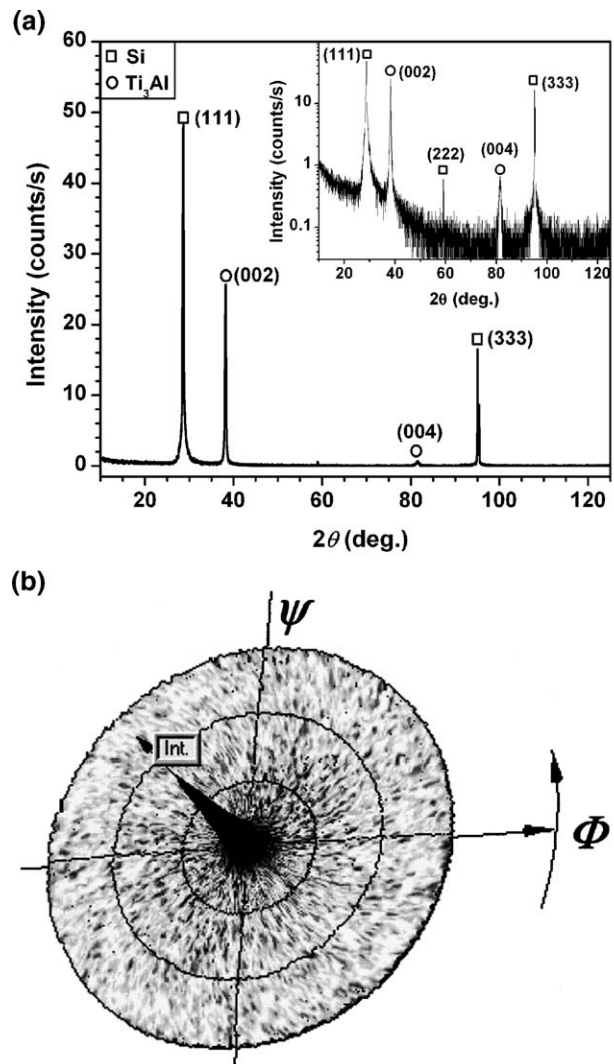 (a)
Intensity (counts/s)
60
50
40
30
20
10
0
□ Si
○ Ti₃Al
□ (111)
○ (002)
(004)
○
□ (333)
20 40 60 80 100 120
2θ (deg.)
Intensity (counts/s)
10
1
0.1
(111) □
○ (002)
(222)
□
(004)
○
□ (333)
20 40 60 80 100 120
2θ (deg.)
(b)
ψ
Int.
Φ